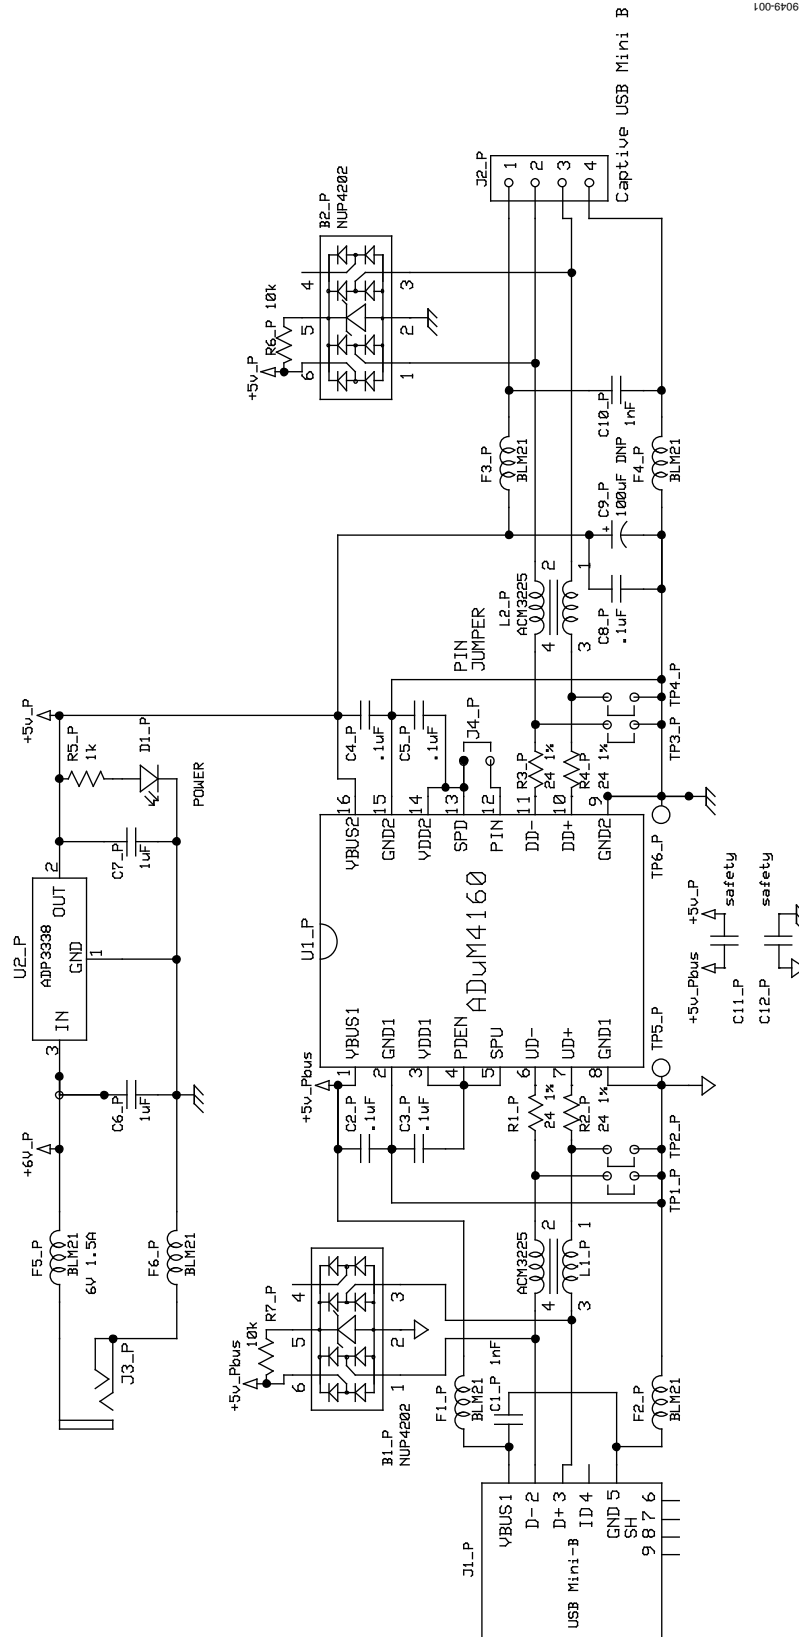 9049-001
+6v_P
F5_P
BLM21
6V 1.5A
F6_P
BLM21
J3_P
U2_P
ADP3338
3
IN
OUT
2
GND
1
C6_P
1uF
C7_P
1uF
+5v_P
R5_P
1k
D1_P
POWER
J1_P
USB Mini-B
VBUS 1
D- 2
D+ 3
ID 4
GND 5
SH
9 8 7 6
B1_P
NUP4202
+5v_Pbus
10k
R7_P
6
5
4
1
2
3
F1_P
BLM21
C1_P 1nF
F2_P
BLM21
ACM3225
L1_P
4
2
3
1
TP1_P
TP2_P
+5v_Pbus
C2_P
.1uF
C3_P
.1uF
R1_P
24 1%
R2_P
24 1%
U1_P
ADuM4160
1
VBUS1
2
GND1
3
VDD1
4
PDEN
5
SPU
6
UD-
7
UD+
8
GND1
16
VBUS2
15
GND2
14
VDD2
13
SPD
12
PIN
11
DD-
10
DD+
9
GND2
TP5_P
TP6_P
+5v_Pbus
+5v_P
C11_P
safety
C12_P
safety
C4_P
.1uF
C5_P
.1uF
J4_P
PIN
JUMPER
R3_P
24 1%
R4_P
24 1%
TP3_P
TP4_P
L2_P
ACM3225
4
2
3
1
C8_P
.1uF
C9_P
+
100uF DNP
F3_P
BLM21
F4_P
BLM21
C10_P
1nF
+5v_P
R6_P 10k
B2_P
NUP4202
6
5
4
1
2
3
J2_P
1
2
3
4
Captive USB Mini B